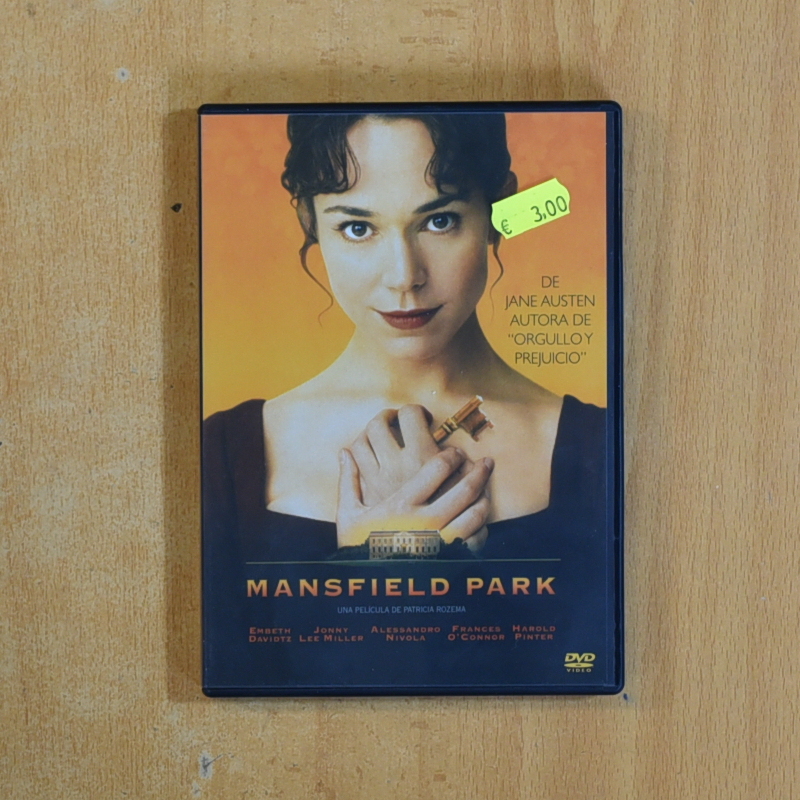 € 3,00
DE
JANE AUSTEN
AUTORA DE
"ORGULLO Y
PREJUICIO"
MANSFIELD PARK
UNA PELÍCULA DE PATRICIA ROZEMA
EMBETH JONNY ALESSANDRO FRANCES HAROLD
DAVIDTZ LEE MILLER NIVOLA O'CONNOR PINTER
DVD
VIDEO